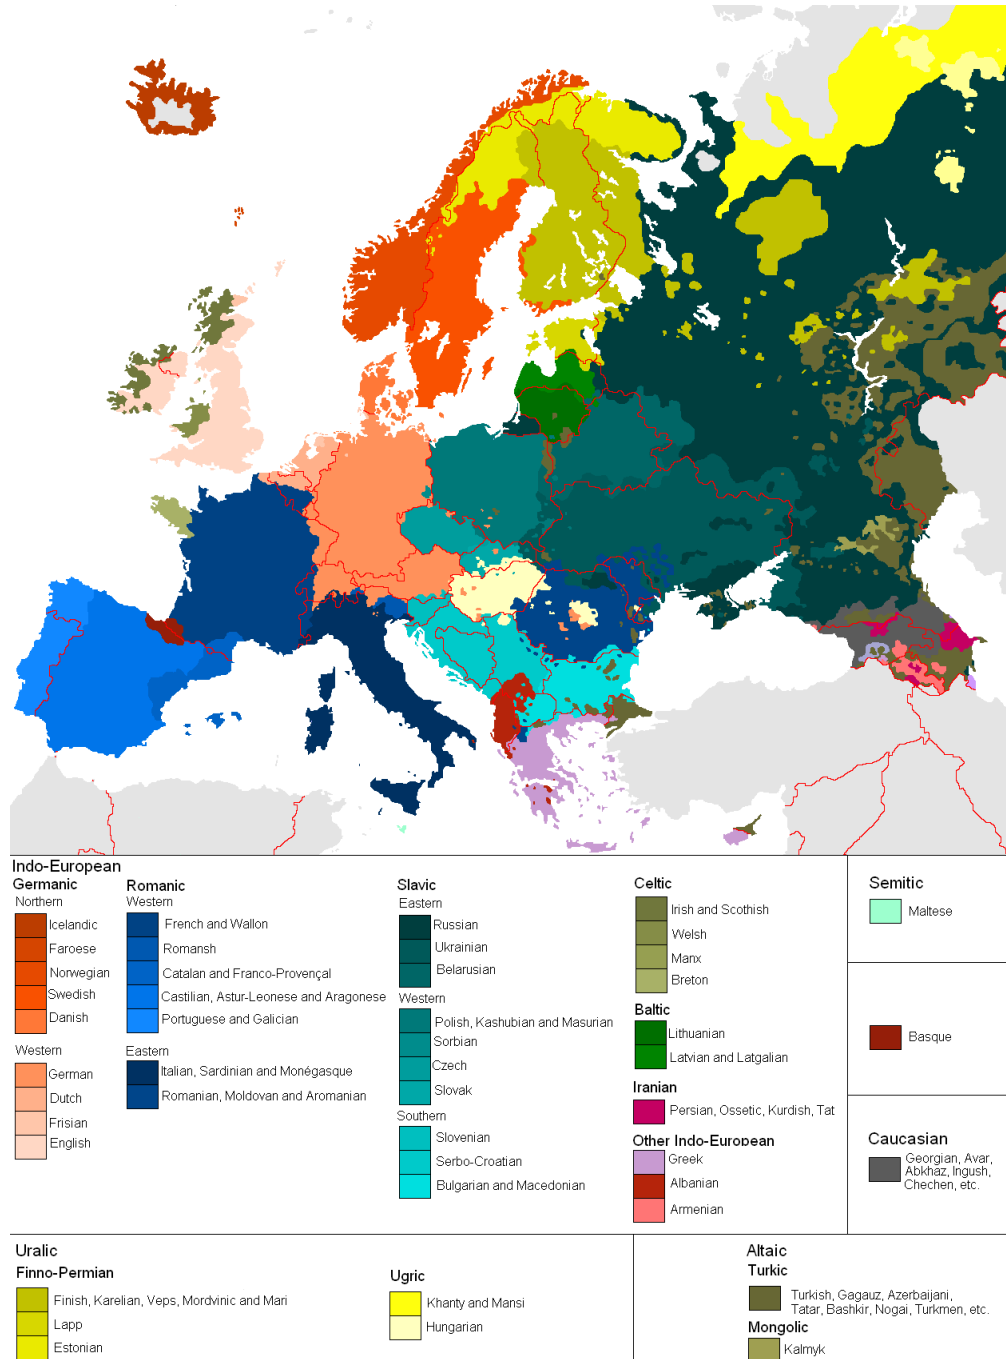 Indo-European
Germanic
Northern
Icelandic
Faroese
Norwegian
Swedish
Danish
Western
German
Dutch
Frisian
English
Romanic
Western
French and Wallon
Romansh
Catalan and Franco-Provençal
Castilian, Astur-Leonese and Aragonese
Portuguese and Galician
Eastern
Italian, Sardinian and Monégasque
Romanian, Moldovan and Aromanian
Slavic
Eastern
Russian
Ukrainian
Belarusian
Western
Polish, Kashubian and Masurian
Sorbian
Czech
Slovak
Southern
Slovenian
Serbo-Croatian
Bulgarian and Macedonian
Celtic
Irish and Scothish
Welsh
Manx
Breton
Baltic
Lithuanian
Latvian and Latgalian
Iranian
Persian, Ossetic, Kurdish, Tat
Other Indo-European
Greek
Albanian
Armenian
Semitic
Maltese
Basque
Caucasian
Georgian, Avar,
Abkhaz, Ingush,
Chechen, etc.
Uralic
Finno-Permian
Finish, Karelian, Veps, Mordvinic and Mari
Lapp
Estonian
Ugric
Khanty and Mansi
Hungarian
Altaic
Turkic
Turkish, Gagauz, Azerbaijani,
Tatar, Bashkir, Nogai, Turkmen, etc.
Mongolic
Kalmyk